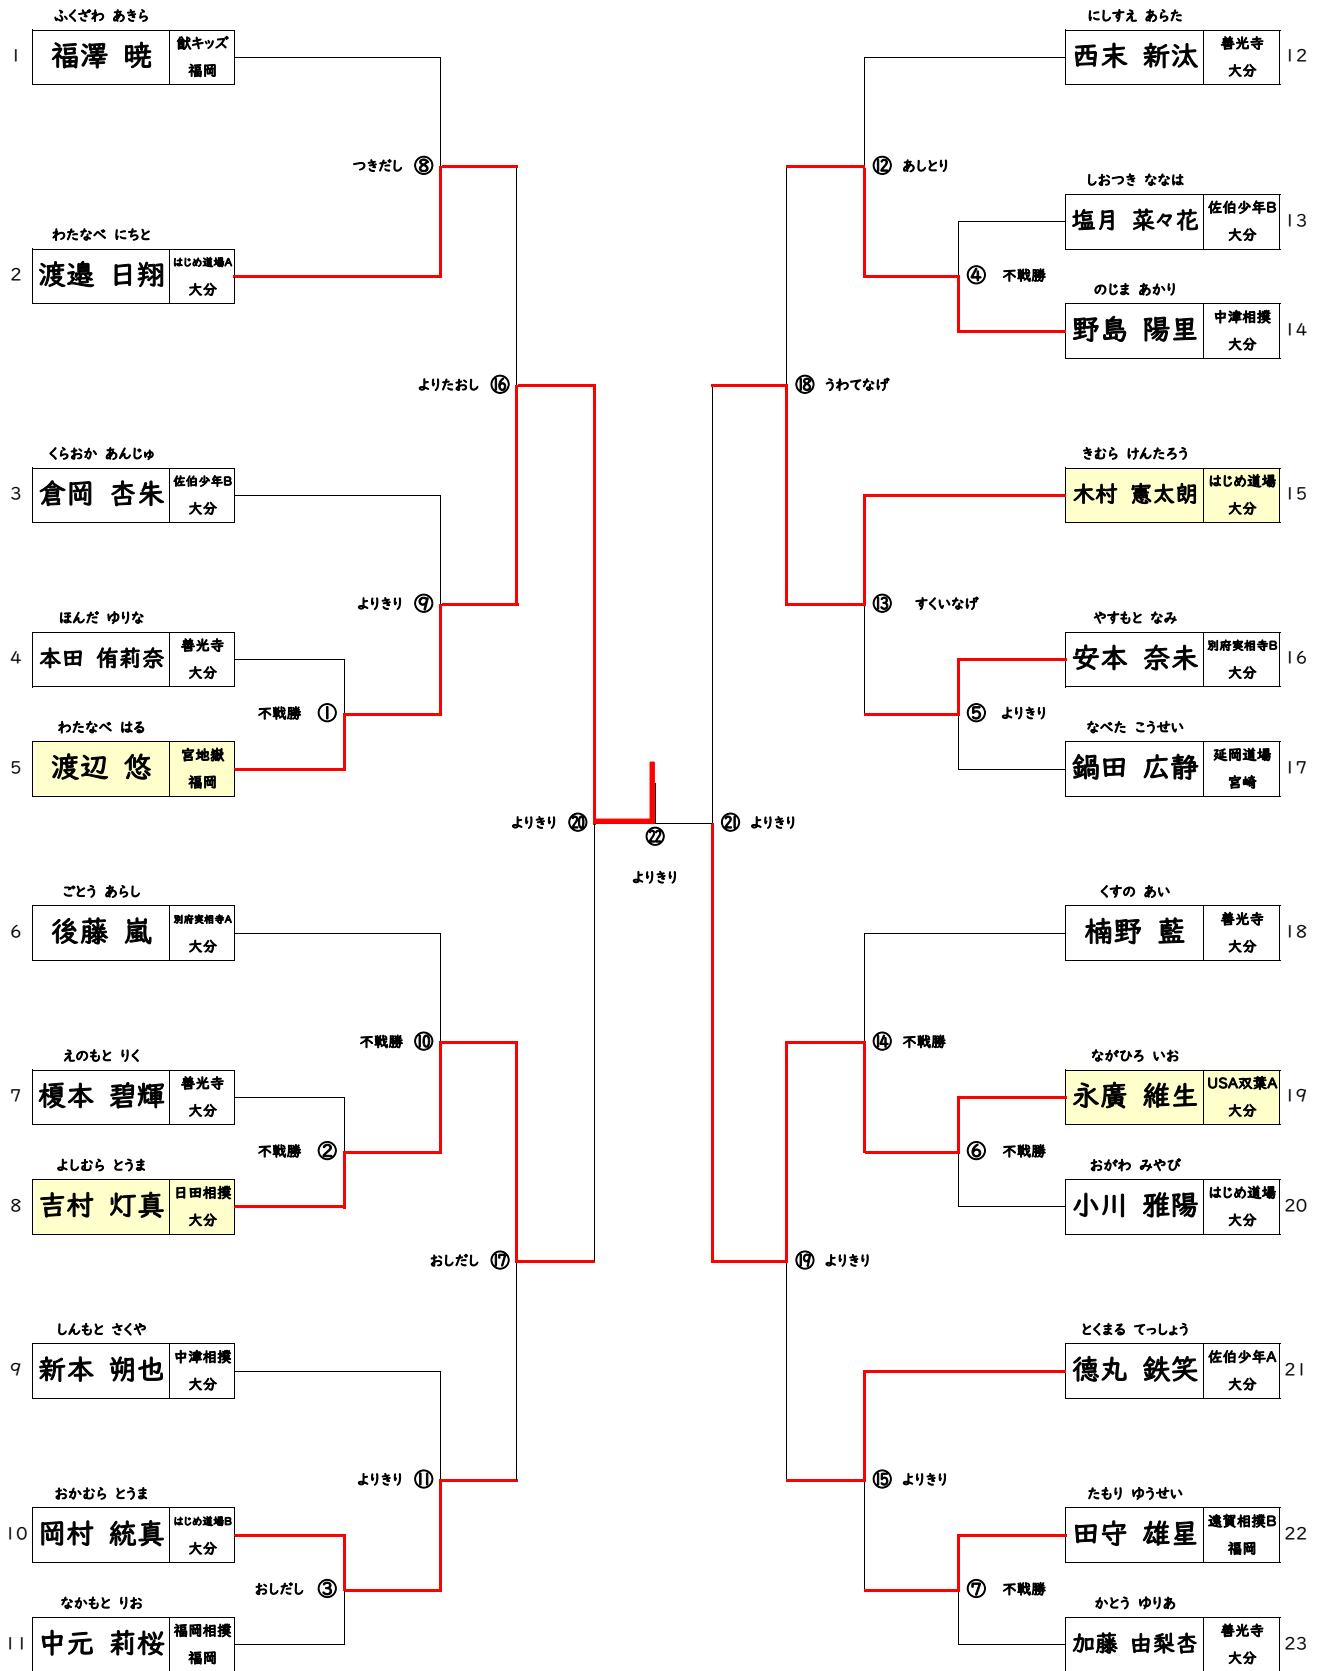 ふくざわ あきら
1 福澤 暁 猷キッズ
福岡
つきだし ⑧
わたなべ にちと
2 渡邉 日翔 はじめ道場A
大分
よりたおし ⑯
くらおか あんじゅ
3 倉岡 杏朱 佐伯少年B
大分
よりきり ⑨
ほんだ ゆりな
4 本田 侑莉奈 善光寺
大分
不戦勝 ①
わたなべ はる
5 渡辺 悠 宮地嶽
福岡
よりきり ⑳
ごとう あらし
6 後藤 嵐 別府実相寺A
大分
不戦勝 ⑩
えのもと りく
7 榎本 碧輝 善光寺
大分
不戦勝 ②
よしむら とうま
8 吉村 灯真 日田相撲
大分
おしだし ⑰
しんもと さくや
9 新本 朔也 中津相撲
大分
よりきり ⑪
おかむら とうま
10 岡村 統真 はじめ道場B
大分
おしだし ③
なかもと りお
11 中元 莉桜 福岡相撲
福岡
㉒
よりきり
にしすえ あらた
西末 新汰 善光寺 12
大分
⑫ あしとり
しおつき ななは
塩月 菜々花 佐伯少年B 13
大分
④ 不戦勝
のじま あかり
野島 陽里 中津相撲 14
大分
⑱ うわてなげ
きむら けんたろう
木村 憲太朗 はじめ道場 15
大分
⑬ すくいなげ
やすもと なみ
安本 奈未 別府実相寺B 16
大分
⑤ よりきり
なべた こうせい
鍋田 広静 延岡道場 17
宮崎
㉑ よりきり
くすの あい
楠野 藍 善光寺 18
大分
⑭ 不戦勝
ながひろ いお
永廣 維生 USA双葉A 19
大分
⑥ 不戦勝
おがわ みやび
小川 雅陽 はじめ道場 20
大分
⑲ よりきり
とくまる てっしょう
德丸 鉄笑 佐伯少年A 21
大分
⑮ よりきり
たもり ゆうせい
田守 雄星 遠賀相撲B 22
福岡
⑦ 不戦勝
かとう ゆりあ
加藤 由梨杏 善光寺 23
大分